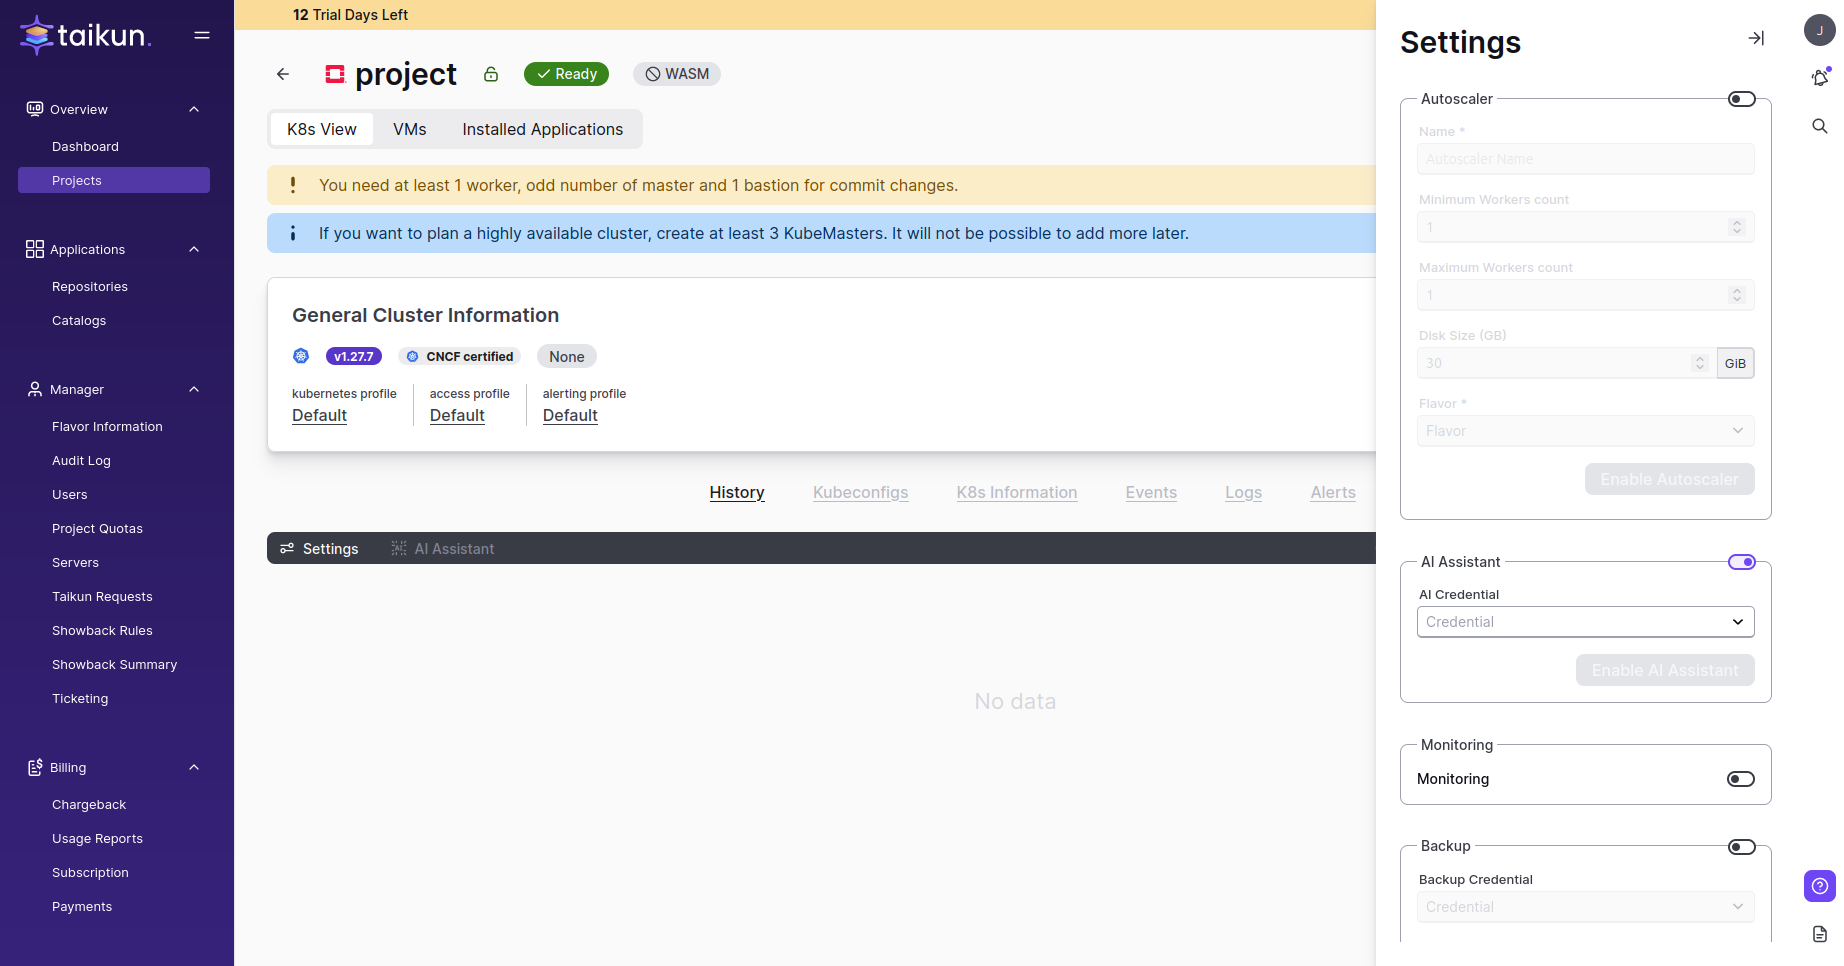 taikun.
Overview
Dashboard
Projects
Applications
Repositories
Catalogs
Manager
Flavor Information
Audit Log
Users
Project Quotas
Servers
Taikun Requests
Showback Rules
Showback Summary
Ticketing
Billing
Chargeback
Usage Reports
Subscription
Payments
12 Trial Days Left
project
Ready
WASM
K8s View
VMs
Installed Applications
You need at least 1 worker, odd number of master and 1 bastion for commit changes.
If you want to plan a highly available cluster, create at least 3 KubeMasters. It will not be possible to add more later.
General Cluster Information
v1.27.7
CNCF certified
None
kubernetes profile
Default
access profile
Default
alerting profile
Default
History
Kubeconfigs
K8s Information
Events
Logs
Alerts
Settings
AI Assistant
No data
Settings
Autoscaler
Name *
Autoscaler Name
Minimum Workers count
1
Maximum Workers count
1
Disk Size (GB)
30
GiB
Flavor *
Flavor
Enable Autoscaler
AI Assistant
AI Credential
Credential
Enable AI Assistant
Monitoring
Monitoring
Backup
Backup Credential
Credential
J